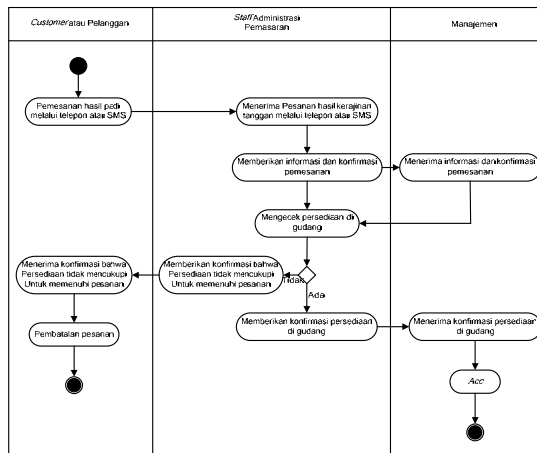 Customer atau Pelanggan
Staff Administrasi
Pemasaran
Manajemen
Pemesanan hasil padi
melalui telepon atau SMS
Menerima Pesanan hasil kerajinan
tanggan melalui telepon atau SMS
Memberikan informasi dan konfirmasi
pemesanan
Menerima informasi dan konfirmasi
pemesanan
Mengecek persediaan di
gudang
Menerima konfirmasi bahwa
Persediaan tidak mencukupi
Untuk memenuhi pesanan
Memberikan konfirmasi bahwa
Persediaan tidak mencukupi
Untuk memenuhi pesanan
Tidak
Ada
Pembatalan pesanan
Memberikan konfirmasi persediaan
di gudang
Menerima konfirmasi persediaan
di gudang
Acc